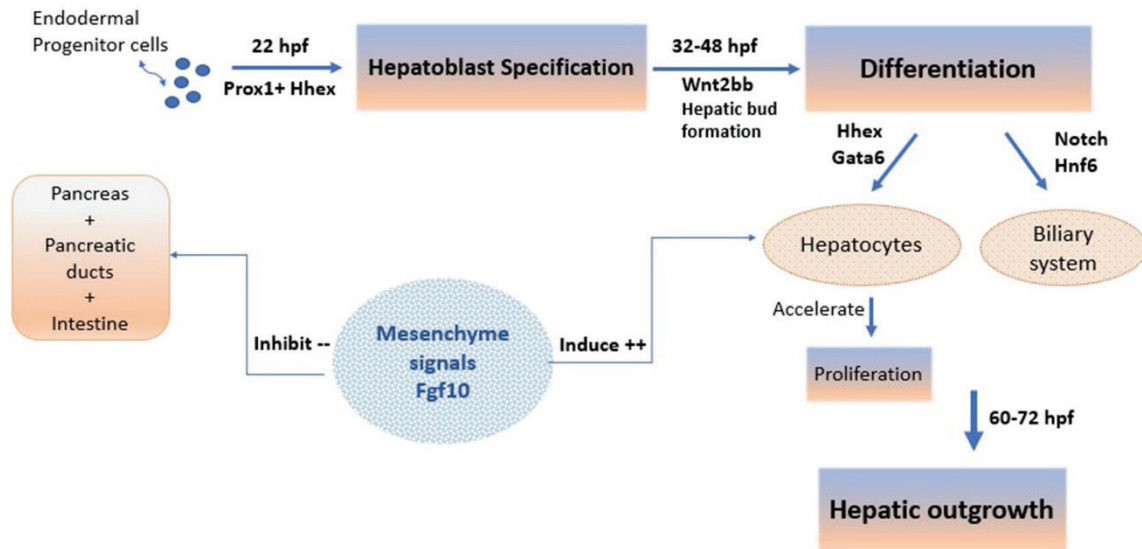 Endodermal
Progenitor cells
22 hpf
Prox1+ Hhex
Hepatoblast Specification
32-48 hpf
Wnt2bb
Hepatic bud
formation
Differentiation
Hhex
Gata6
Notch
Hnf6
Pancreas
+
Pancreatic
ducts
+
Intestine
Inhibit --
Mesenchyme
signals
Fgf10
Induce ++
Hepatocytes
Biliary
system
Accelerate
Proliferation
60-72 hpf
Hepatic outgrowth